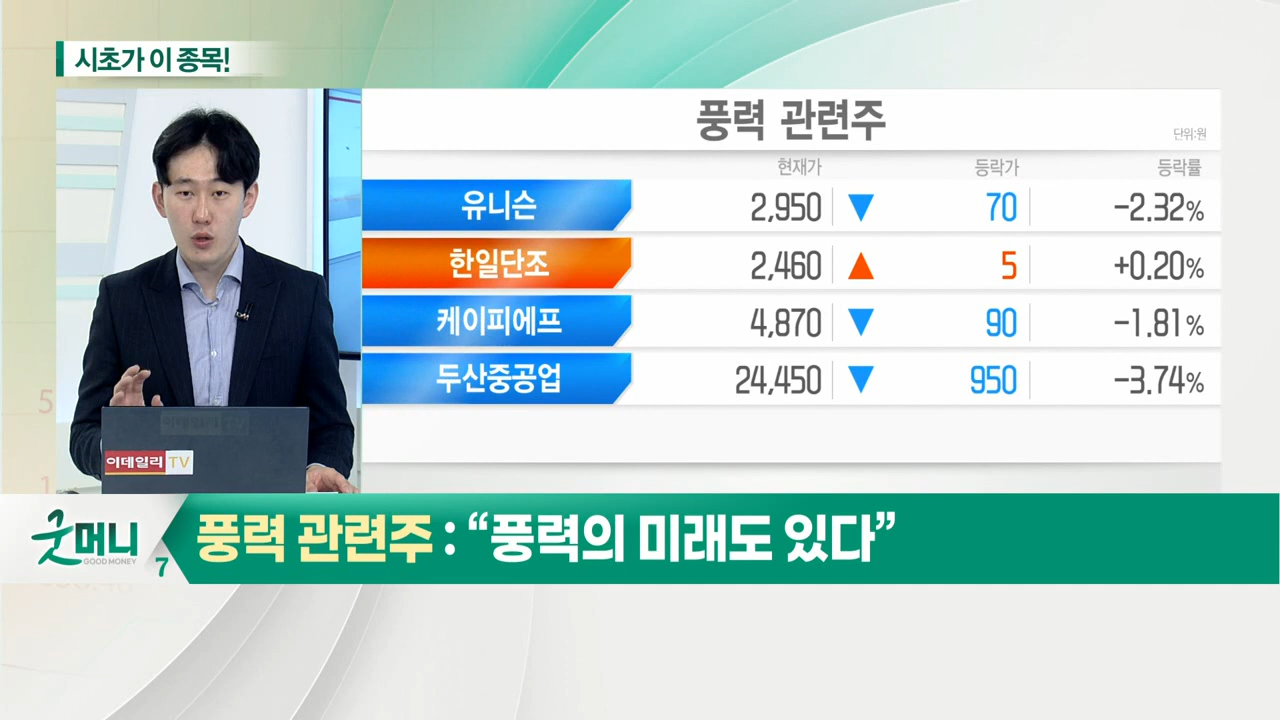 시초가 이 종목!
풍력 관련주
단위:원
현재가 등락가 등락률
유니슨 2,950 ▼ 70 -2.32%
한일단조 2,460 ▲ 5 +0.20%
케이피에프 4,870 ▼ 90 -1.81%
두산중공업 24,450 ▼ 950 -3.74%
이데일리 TV
굿머니
GOOD MONEY
7
풍력 관련주 : “풍력의 미래도 있다”